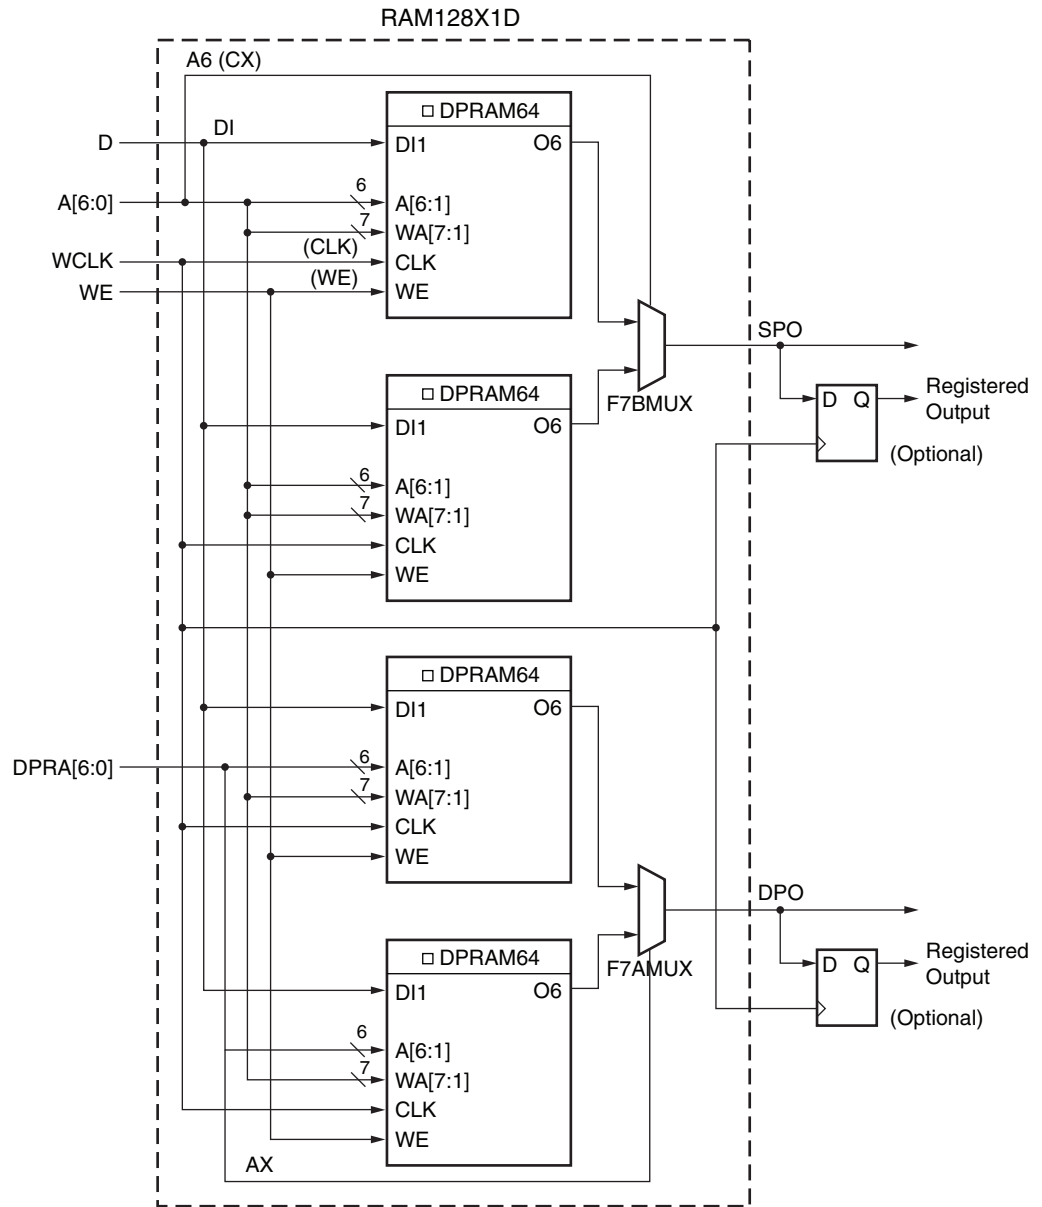 RAM128X1D
A6 (CX)
DPRAM64
D
DI
DI1
O6
A[6:0]
6
A[6:1]
7
WA[7:1]
WCLK
(CLK)
CLK
WE
(WE)
WE
SPO
F7BMUX
DPRAM64
DI1
O6
D Q
Registered
Output
(Optional)
6
A[6:1]
7
WA[7:1]
CLK
WE
DPRAM64
DI1
O6
DPRA[6:0]
6
A[6:1]
7
WA[7:1]
CLK
WE
DPO
F7AMUX
DPRAM64
DI1
O6
D Q
Registered
Output
(Optional)
6
A[6:1]
7
WA[7:1]
CLK
WE
AX